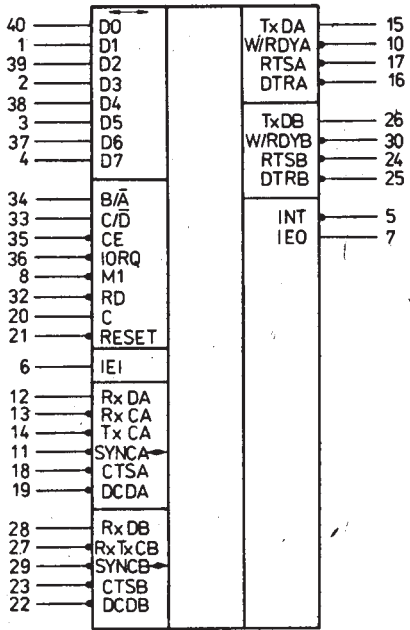 40 D0
1 D1
39 D2
2 D3
38 D4
3 D5
37 D6
4 D7
34 B/A̅
33 C/D̅
35 CE
36 IORQ
8 M1
32 RD
20 C
21 RESET
6 IEI
12 RxDA
13 RxCA
14 TxCA
11 SYNCA
18 CTSA
19 DCDA
28 RxDB
27 RxTxCB
29 SYNCB
23 CTSB
22 DCDB
TxDA 15
W/RDYA 10
RTSA 17
DTRA 16
TxDB 26
W/RDYB 30
RTSB 24
DTRB 25
INT 5
IEO 7